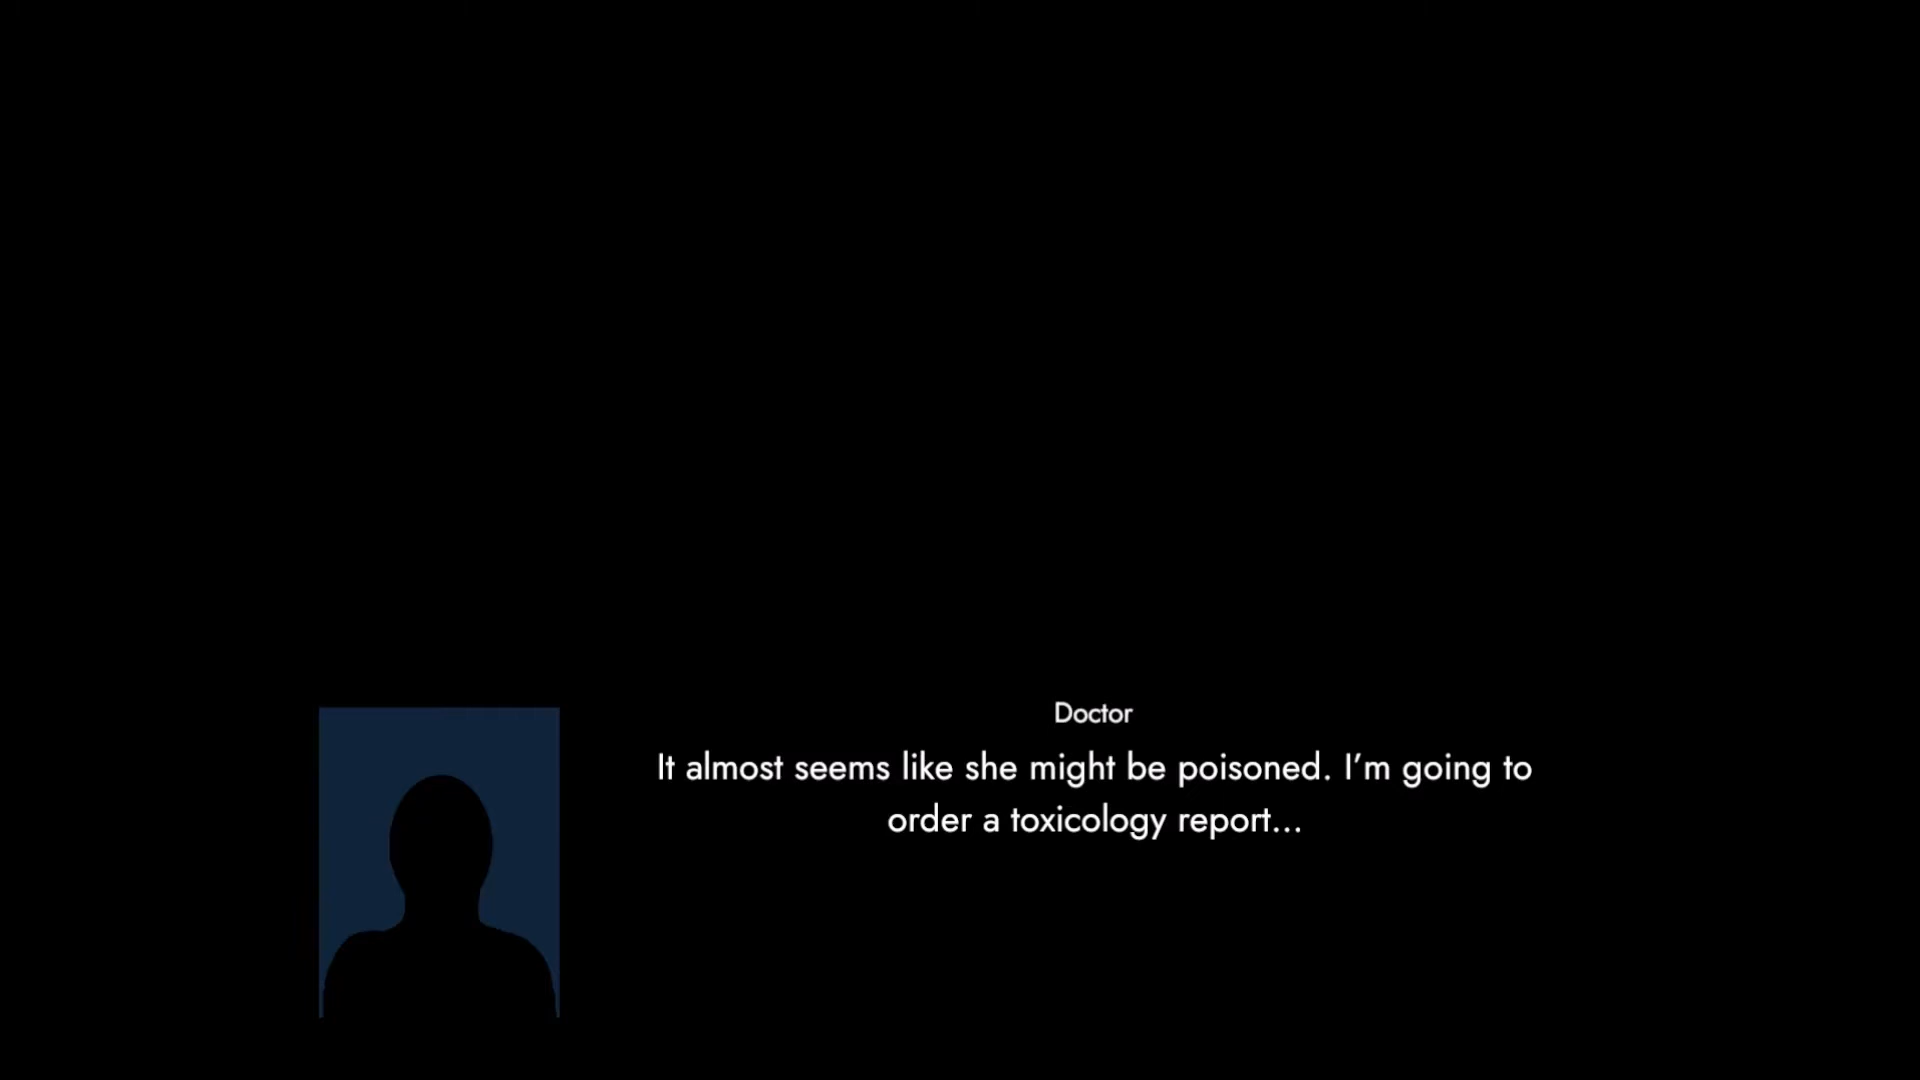 Doctor
It almost seems like she might be poisoned. I’m going to
order a toxicology report...